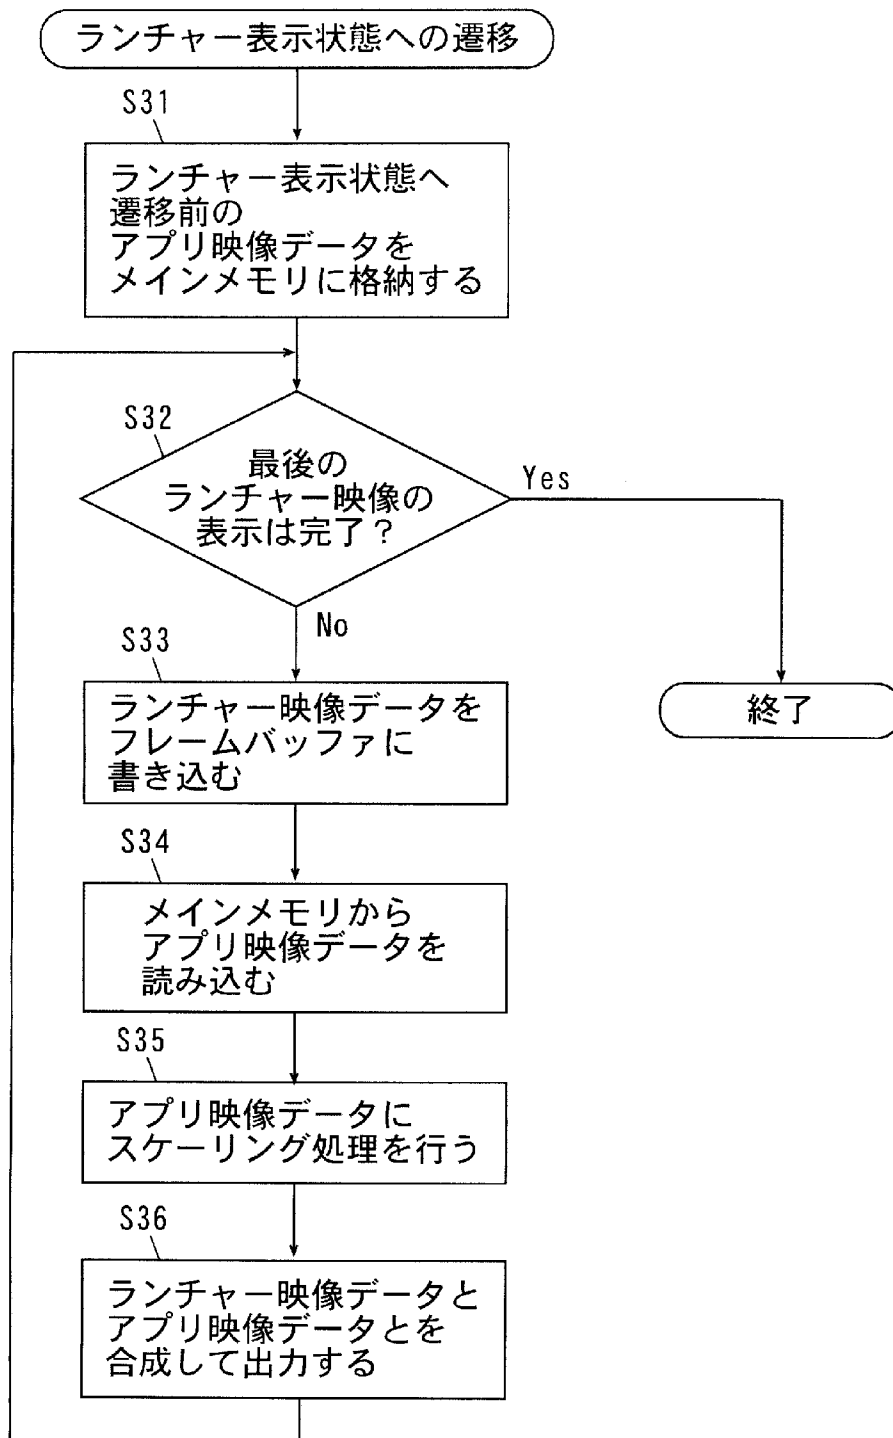 ランチャー表示状態への遷移
S31
ランチャー表示状態へ
遷移前の
アプリ映像データを
メインメモリに格納する
S32
最後の
ランチャー映像の
表示は完了？
Yes
No
S33
ランチャー映像データを
フレームバッファに
書き込む
終了
S34
メインメモリから
アプリ映像データを
読み込む
S35
アプリ映像データに
スケーリング処理を行う
S36
ランチャー映像データと
アプリ映像データとを
合成して出力する